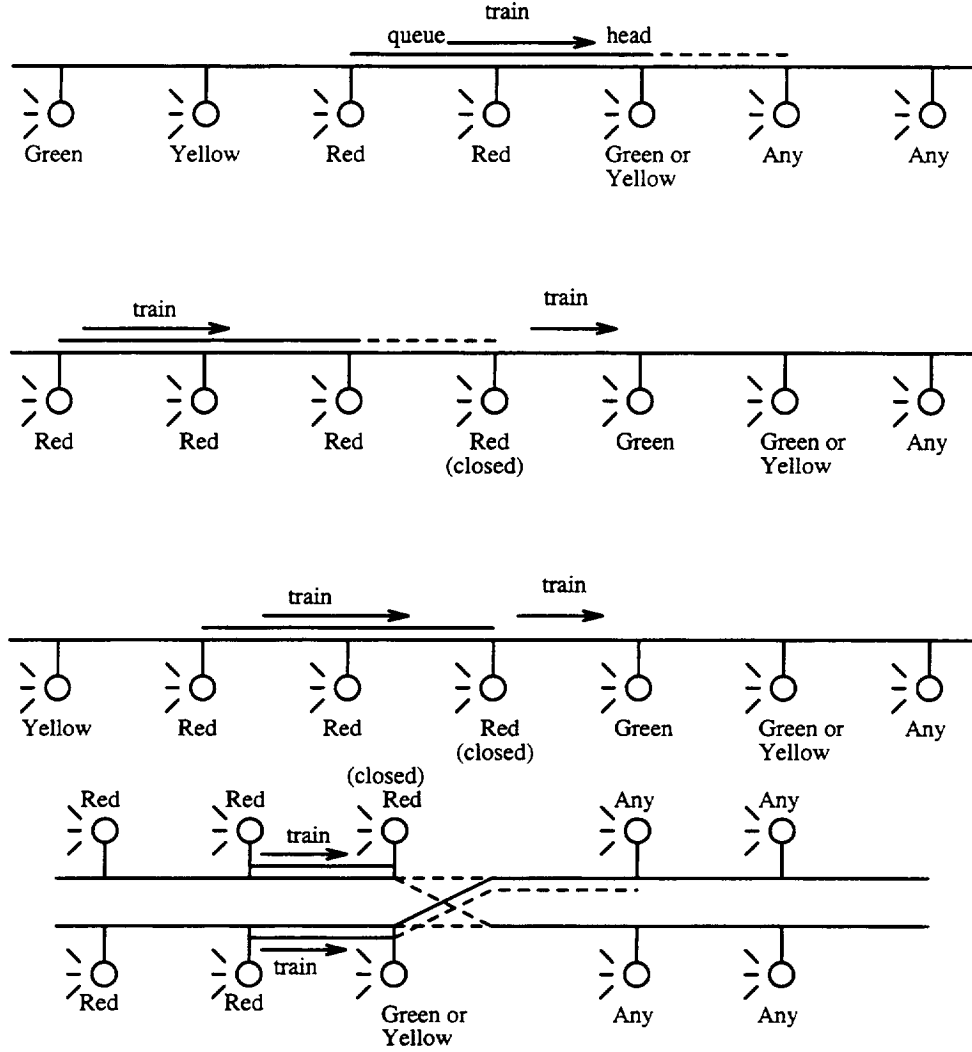 train
queue head
Green Yellow Red Red Green or Any Any
Yellow
train train
Red Red Red Red Green Green or Any
(closed) Yellow
train train
Yellow Red Red Red Green Green or Any
(closed) Yellow
(closed)
Red Red Red Any Any
train
train
Red Red Green or Any Any
Yellow